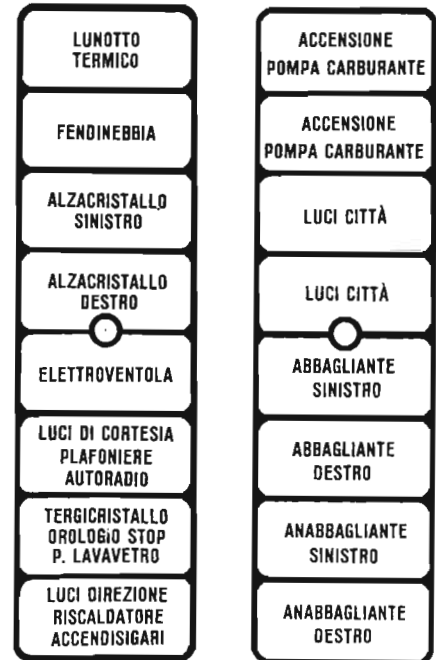 LUNOTTO
TERMICO
FENDINEBBIA
ALZACRISTALLO
SINISTRO
ALZACRISTALLO
DESTRO
ELETTROVENTOLA
LUCI DI CORTESIA
PLAFONIERE
AUTORADIO
TERGICRISTALLO
OROLOGIO STOP
P. LAVAVETRO
LUCI DIREZIONE
RISCALDATORE
ACCENDISIGARI
ACCENSIONE
POMPA CARBURANTE
ACCENSIONE
POMPA CARBURANTE
LUCI CITTÀ
LUCI CITTÀ
ABBAGLIANTE
SINISTRO
ABBAGLIANTE
DESTRO
ANABBAGLIANTE
SINISTRO
ANABBAGLIANTE
DESTRO